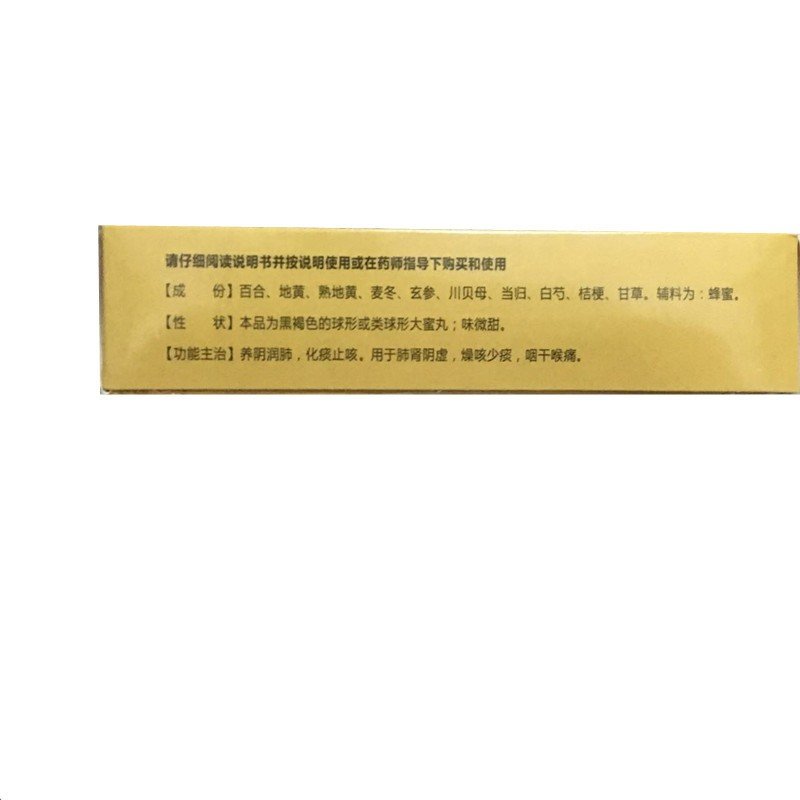 请仔细阅读说明书并按说明使用或在药师指导下购买和使用
【成　份】百合、地黄、熟地黄、麦冬、玄参、川贝母、当归、白芍、桔梗、甘草。辅料为：蜂蜜。
【性　状】本品为黑褐色的球形或类球形大蜜丸；味微甜。
【功能主治】养阴润肺，化痰止咳。用于肺肾阴虚，燥咳少痰，咽干喉痛。